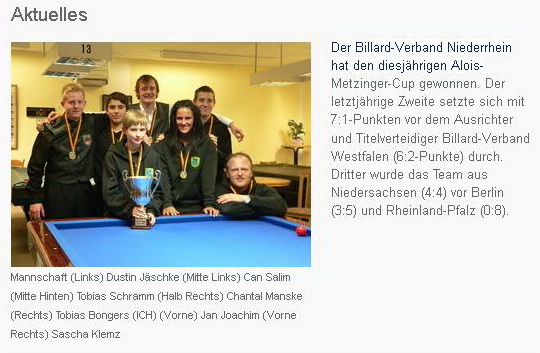 Aktuelles
13
Der Billard-Verband Niederrhein
hat den diesjährigen Alois-
Metzinger-Cup gewonnen. Der
letztjährige Zweite setzte sich mit
7:1-Punkten vor dem Ausrichter
und Titelverteidiger Billard-Verband
Westfalen (6:2-Punkte) durch.
Dritter wurde das Team aus
Niedersachsen (4:4) vor Berlin
(3:5) und Rheinland-Pfalz (0:8).
Mannschaft (Links) Dustin Jäschke (Mitte Links) Can Salim
(Mitte Hinten) Tobias Schramm (Halb Rechts) Chantal Manske
(Rechts) Tobias Bongers (ICH) (Vorne) Jan Joachim (Vorne
Rechts) Sascha Klemz